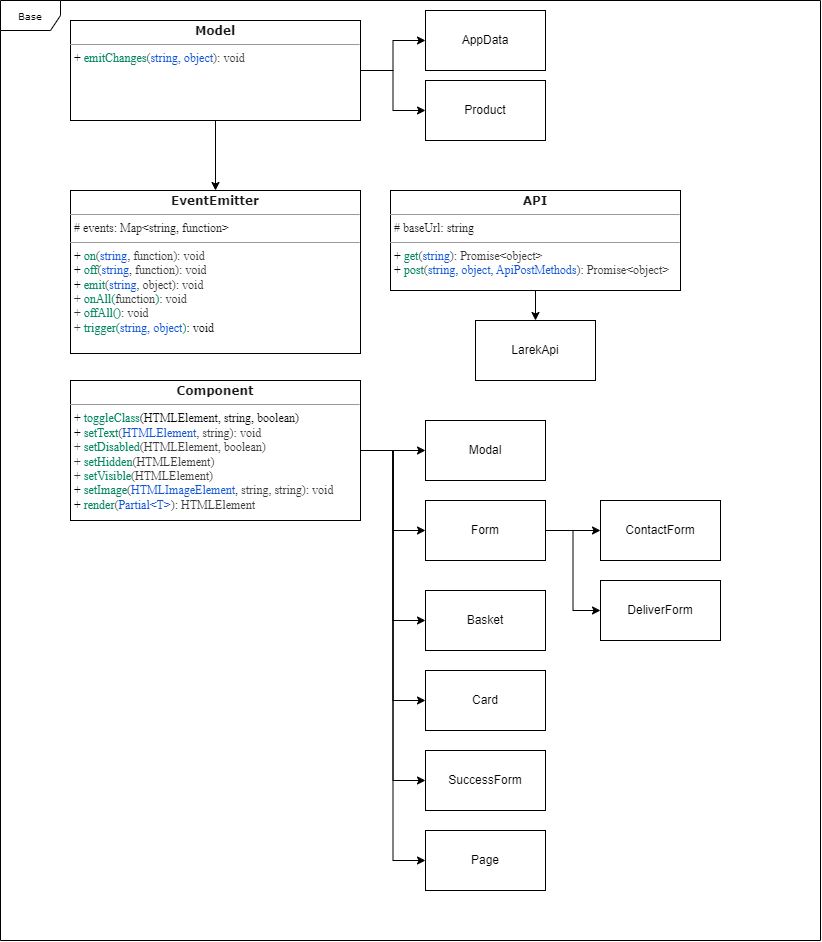 Base
Model
+ emitChanges(string, object): void
AppData
Product
EventEmitter
# events: Map<string, function>
+ on(string, function): void
+ off(string, function): void
+ emit(string, object): void
+ onAll(function): void
+ offAll(): void
+ trigger(string, object): void
API
# baseUrl: string
+ get(string): Promise<object>
+ post(string, object, ApiPostMethods): Promise<object>
LarekApi
Component
+ toggleClass(HTMLElement, string, boolean)
+ setText(HTMLElement, string): void
+ setDisabled(HTMLElement, boolean)
+ setHidden(HTMLElement)
+ setVisible(HTMLElement)
+ setImage(HTMLImageElement, string, string): void
+ render(Partial<T>): HTMLElement
Modal
Form
ContactForm
DeliverForm
Basket
Card
SuccessForm
Page